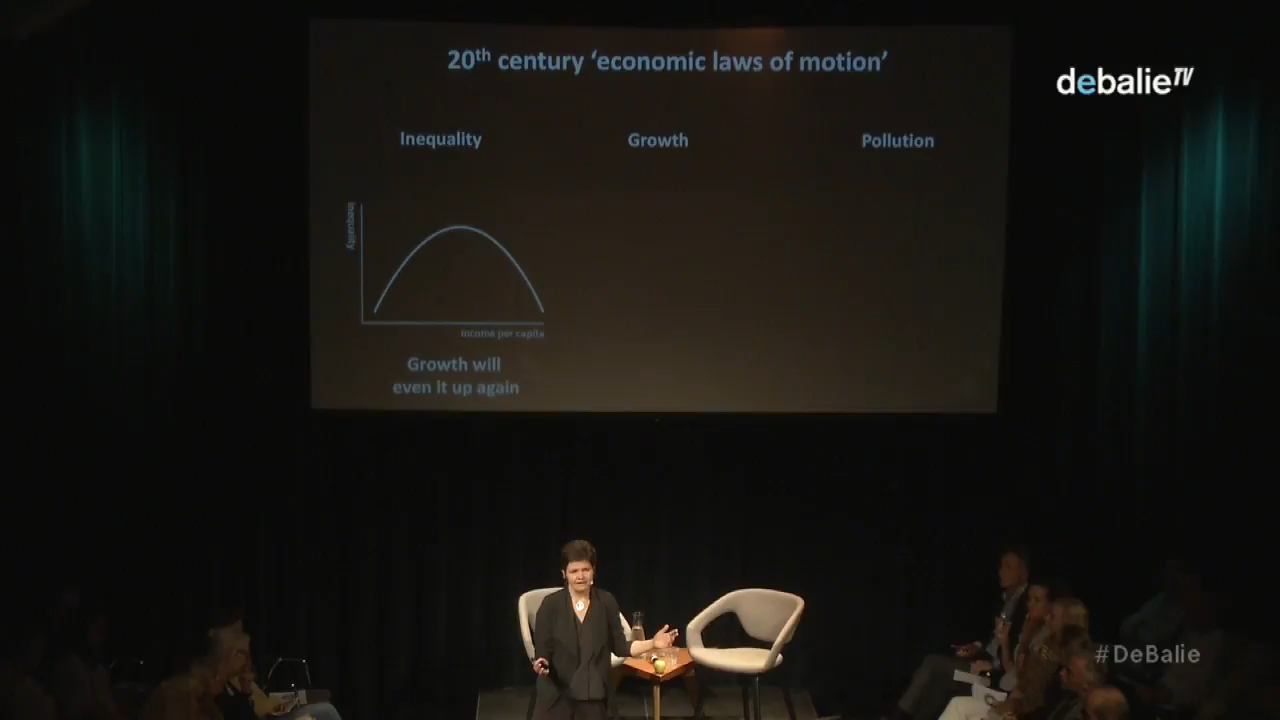 20th century ‘economic laws of motion’
debalieTV
Inequality
Growth
Pollution
inequality
income per capita
Growth will
even it up again
#DeBalie